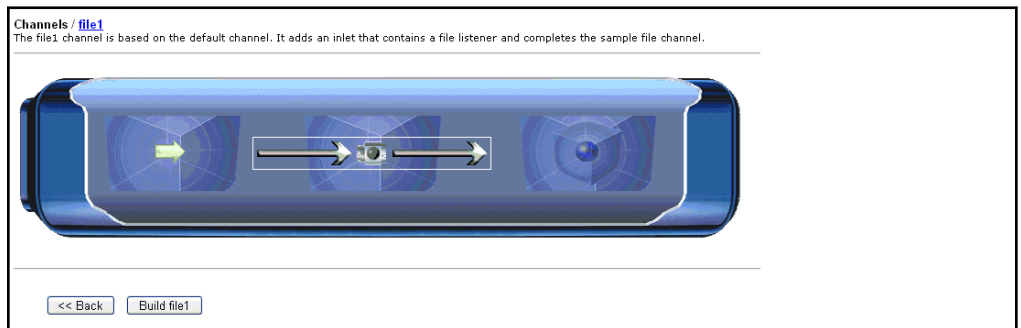 Channels / file1
The file1 channel is based on the default channel. It adds an inlet that contains a file listener and completes the sample file channel.
<< Back
Build file1